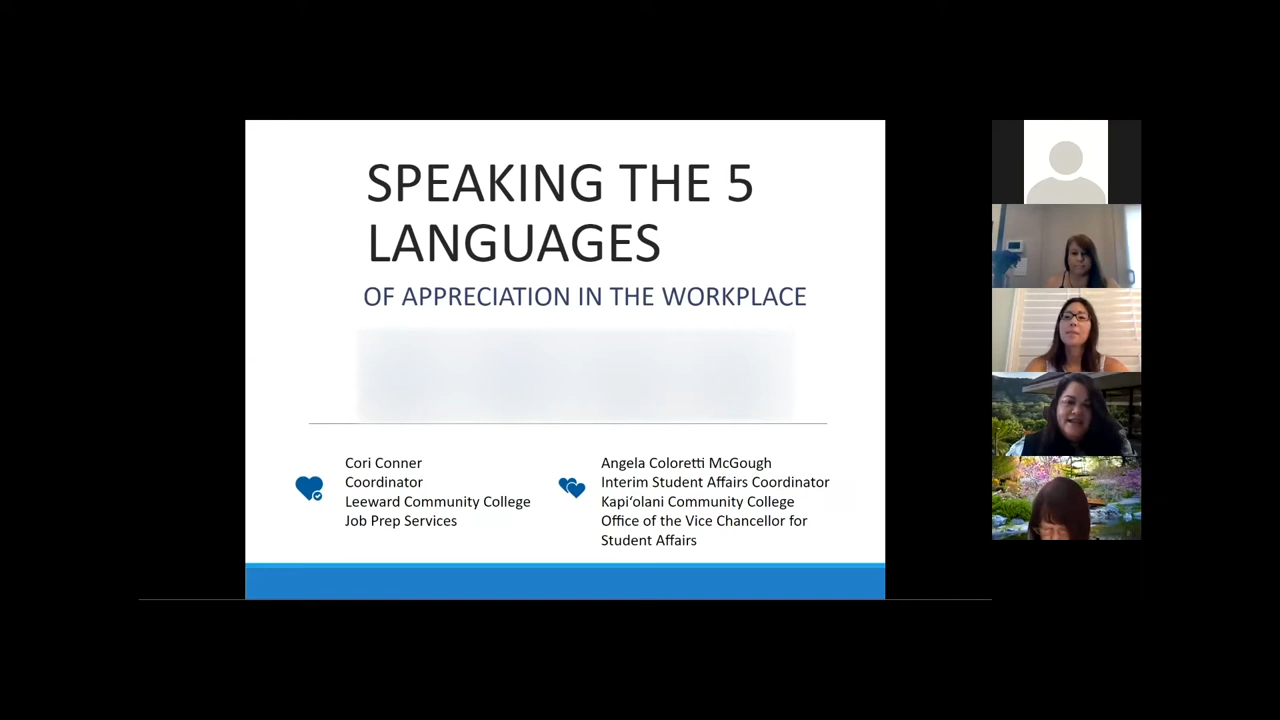 SPEAKING THE 5
LANGUAGES
OF APPRECIATION IN THE WORKPLACE
Cori Conner
Coordinator
Leeward Community College
Job Prep Services
Angela Coloretti McGough
Interim Student Affairs Coordinator
Kapiʻolani Community College
Office of the Vice Chancellor for
Student Affairs